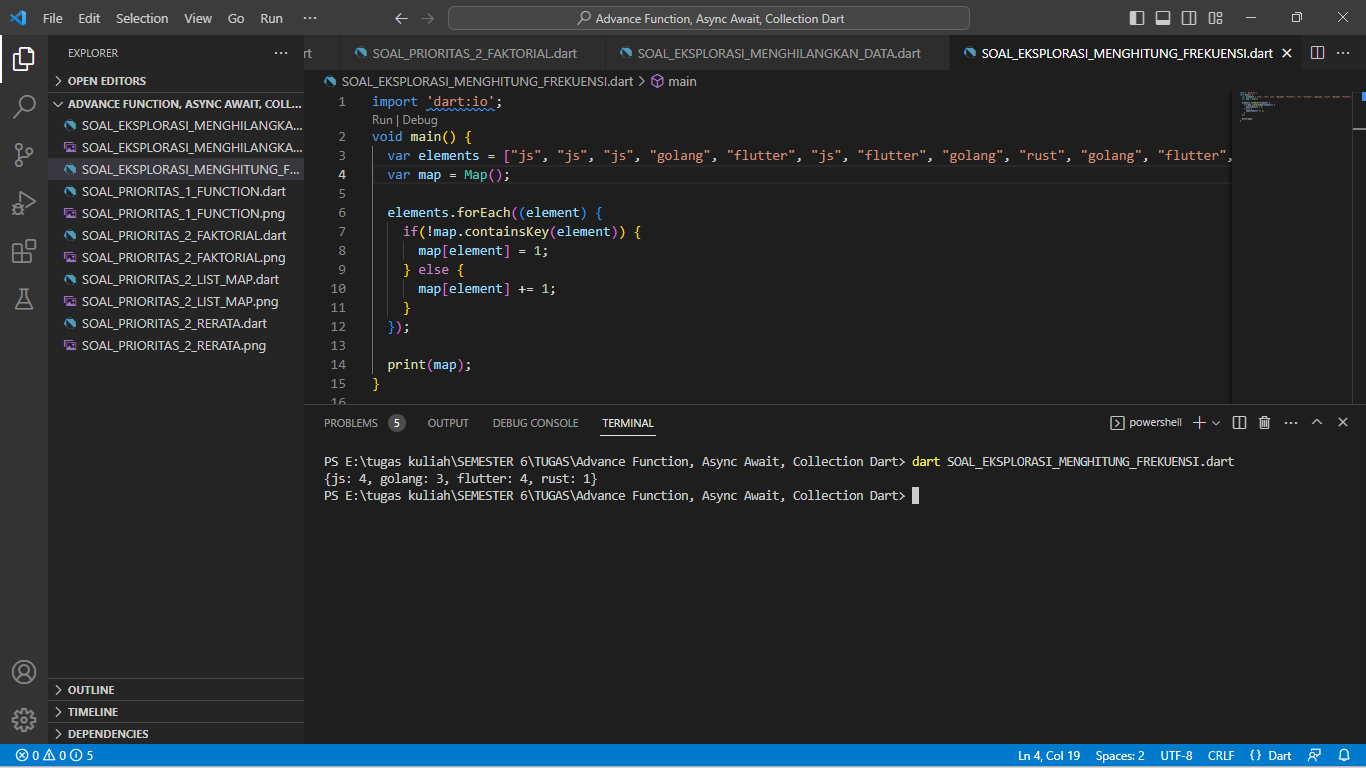 File Edit Selection View Go Run ··· Advance Function, Async Await, Collection Dart
EXPLORER
OPEN EDITORS
ADVANCE FUNCTION, ASYNC AWAIT, COLL...
SOAL_EKSPLORASI_MENGHILANGKA...
SOAL_EKSPLORASI_MENGHILANGKA...
SOAL_EKSPLORASI_MENGHITUNG_F...
SOAL_PRIORITAS_1_FUNCTION.dart
SOAL_PRIORITAS_1_FUNCTION.png
SOAL_PRIORITAS_2_FAKTORIAL.dart
SOAL_PRIORITAS_2_FAKTORIAL.png
SOAL_PRIORITAS_2_LIST_MAP.dart
SOAL_PRIORITAS_2_LIST_MAP.png
SOAL_PRIORITAS_2_RERATA.dart
SOAL_PRIORITAS_2_RERATA.png
OUTLINE
TIMELINE
DEPENDENCIES
rt SOAL_PRIORITAS_2_FAKTORIAL.dart SOAL_EKSPLORASI_MENGHILANGKAN_DATA.dart SOAL_EKSPLORASI_MENGHITUNG_FREKUENSI.dart
SOAL_EKSPLORASI_MENGHITUNG_FREKUENSI.dart > main
1 import 'dart:io';
Run | Debug
2 void main() {
3 var elements = ["js", "js", "js", "golang", "flutter", "js", "flutter", "golang", "rust", "golang", "flutter",
4 var map = Map();
5
6 elements.forEach((element) {
7 if(!map.containsKey(element)) {
8 map[element] = 1;
9 } else {
10 map[element] += 1;
11 }
12 });
13
14 print(map);
15 }
16
PROBLEMS 5 OUTPUT DEBUG CONSOLE TERMINAL powershell
PS E:\tugas kuliah\SEMESTER 6\TUGAS\Advance Function, Async Await, Collection Dart> dart SOAL_EKSPLORASI_MENGHITUNG_FREKUENSI.dart
{js: 4, golang: 3, flutter: 4, rust: 1}
PS E:\tugas kuliah\SEMESTER 6\TUGAS\Advance Function, Async Await, Collection Dart>
0 0 5 Ln 4, Col 19 Spaces: 2 UTF-8 CRLF {} Dart